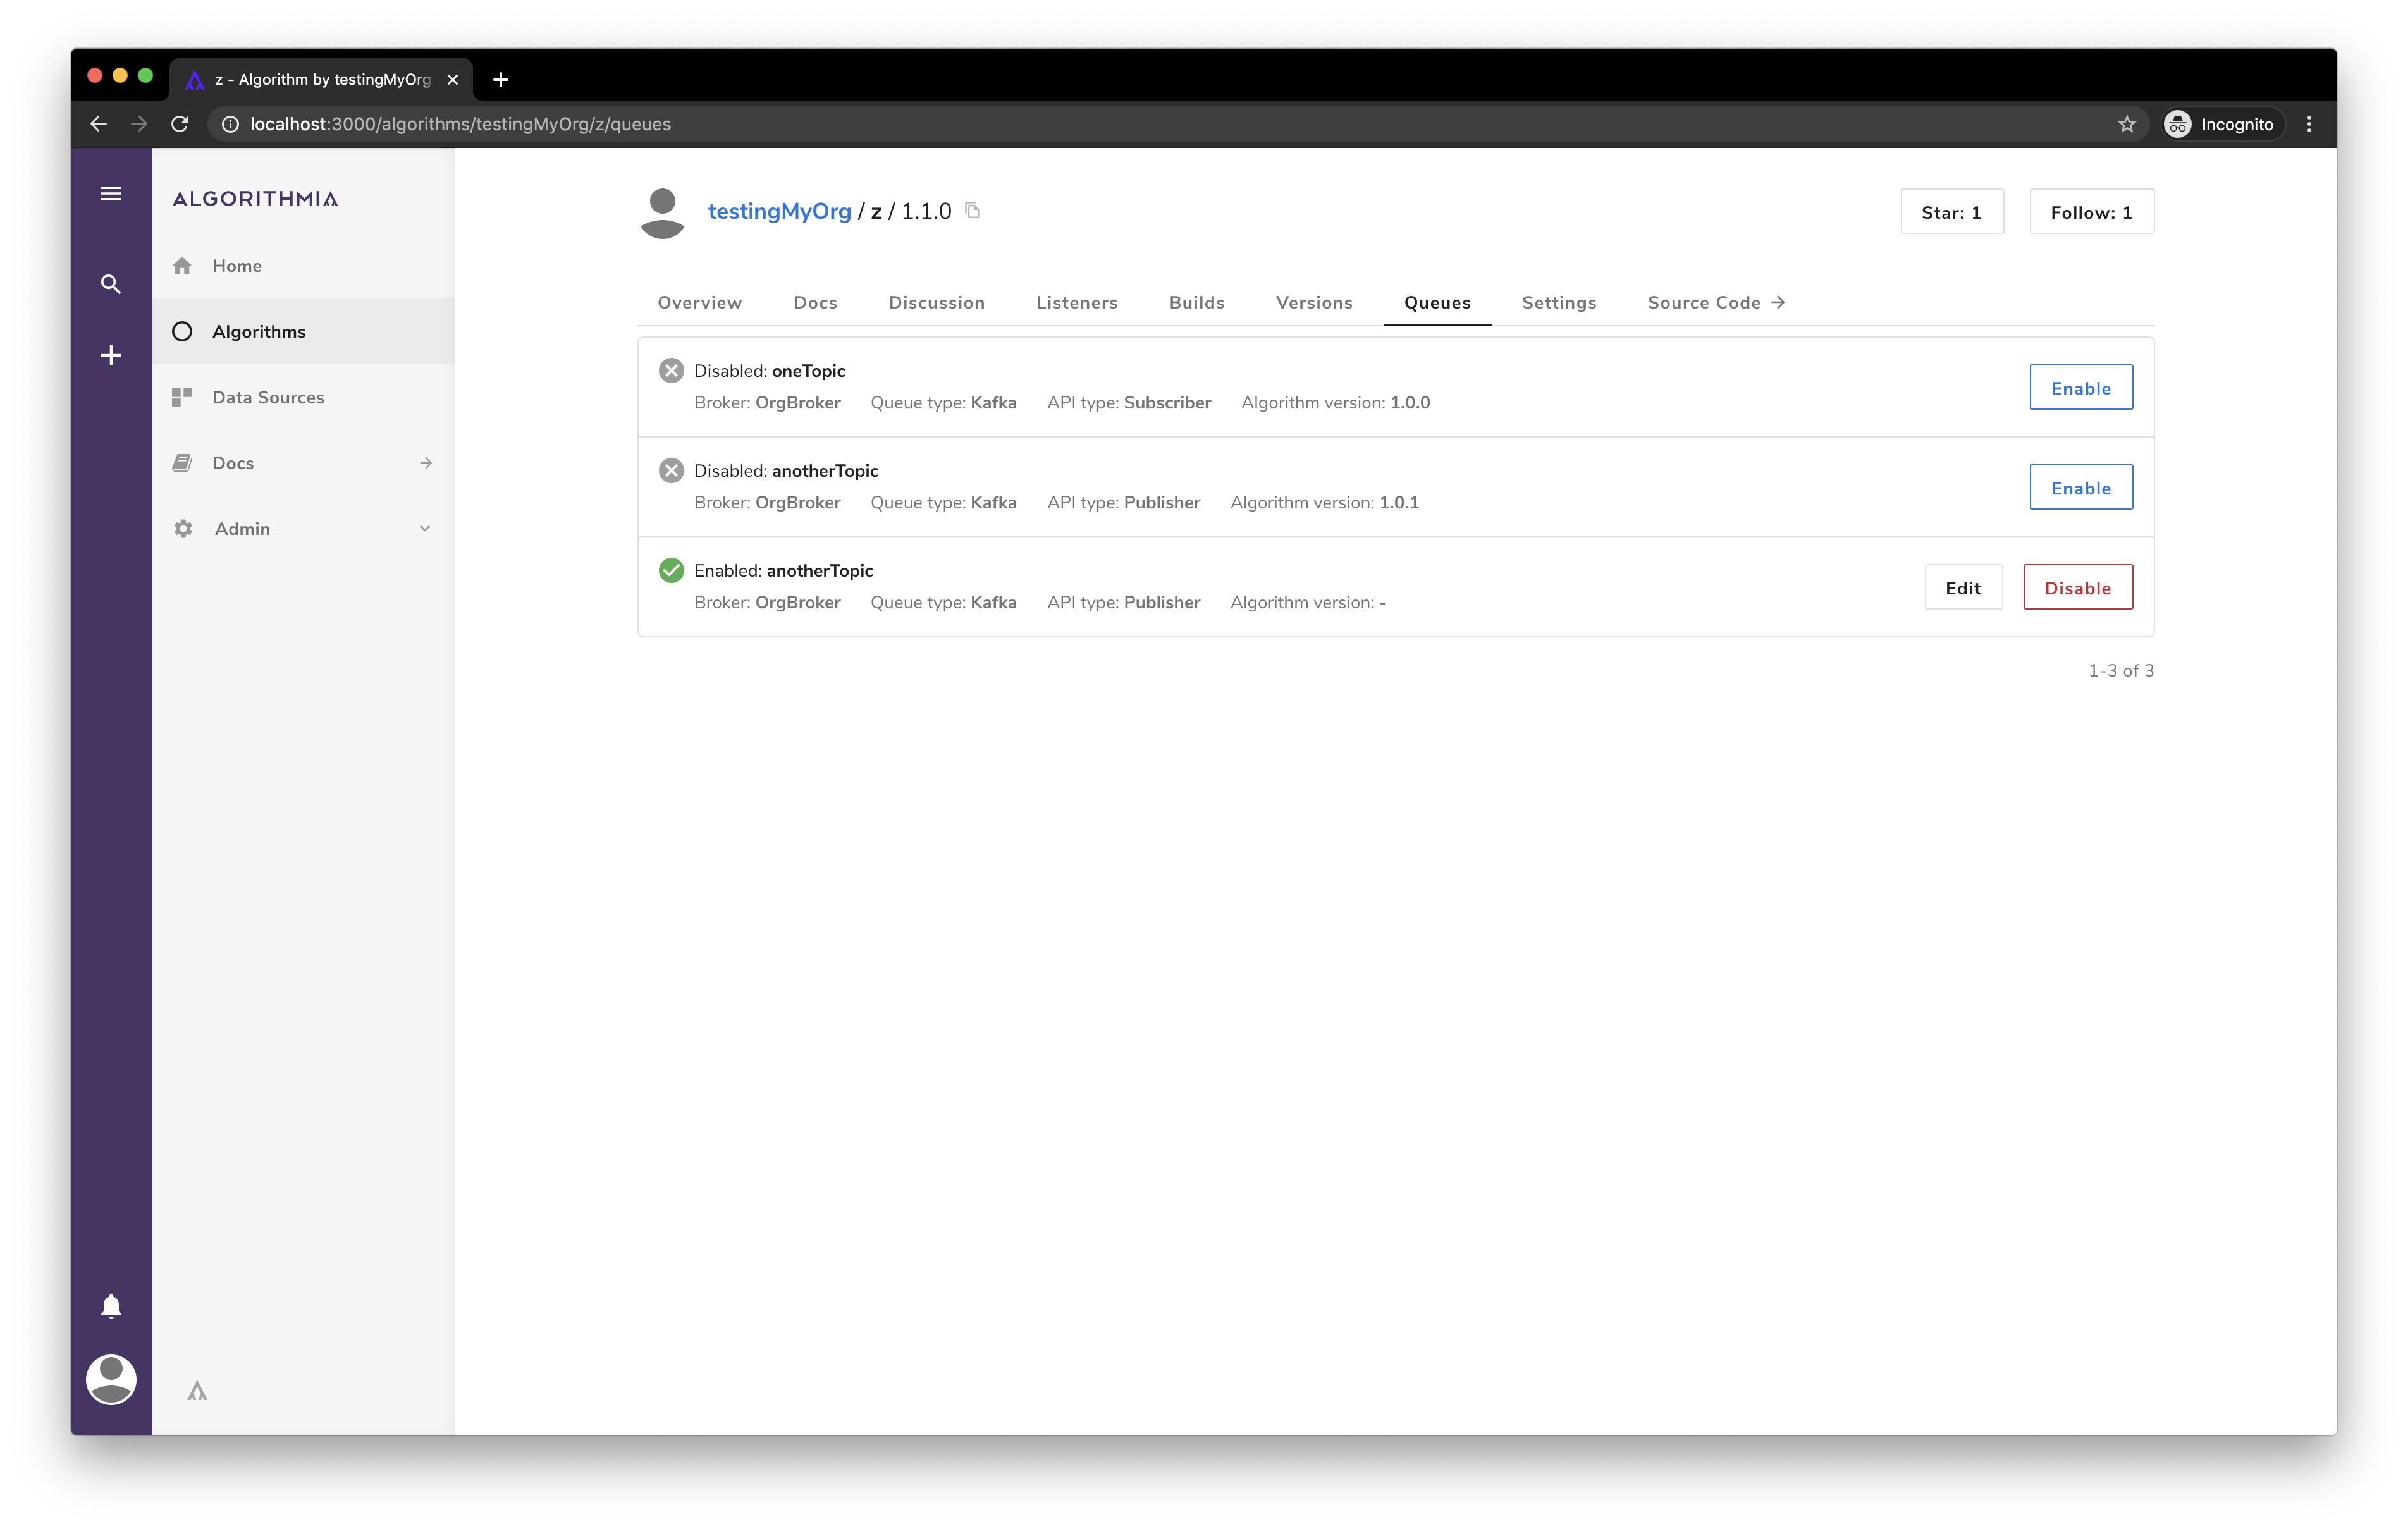 z - Algorithm by testingMyOrg
localhost:3000/algorithms/testingMyOrg/z/queues
Incognito
ALGORITHMIA
Home
Algorithms
Data Sources
Docs
Admin
testingMyOrg / z / 1.1.0
Star: 1
Follow: 1
Overview Docs Discussion Listeners Builds Versions Queues Settings Source Code
Disabled: oneTopic
Broker: OrgBroker Queue type: Kafka API type: Subscriber Algorithm version: 1.0.0
Enable
Disabled: anotherTopic
Broker: OrgBroker Queue type: Kafka API type: Publisher Algorithm version: 1.0.1
Enable
Enabled: anotherTopic
Broker: OrgBroker Queue type: Kafka API type: Publisher Algorithm version: -
Edit
Disable
1-3 of 3